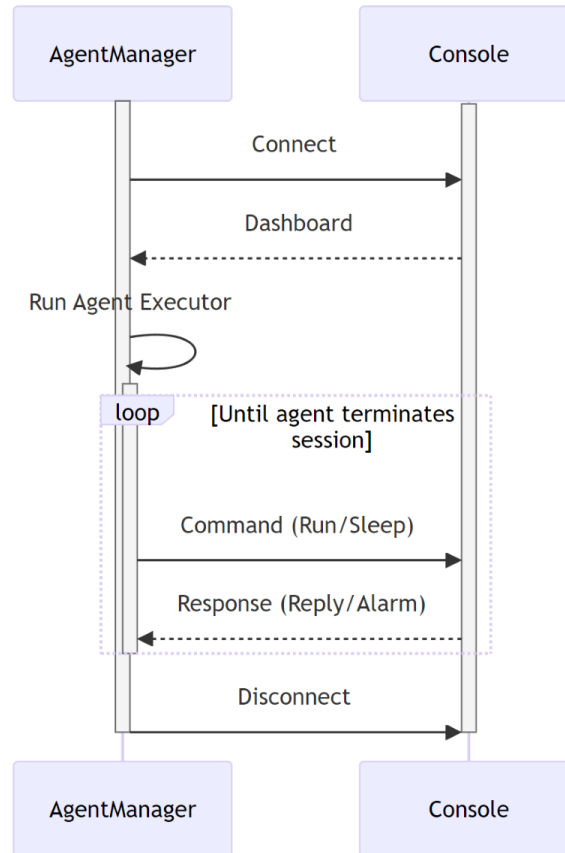 AgentManager
Console
Connect
Dashboard
Run Agent Executor
loop
[Until agent terminates
session]
Command (Run/Sleep)
Response (Reply/Alarm)
Disconnect
AgentManager
Console